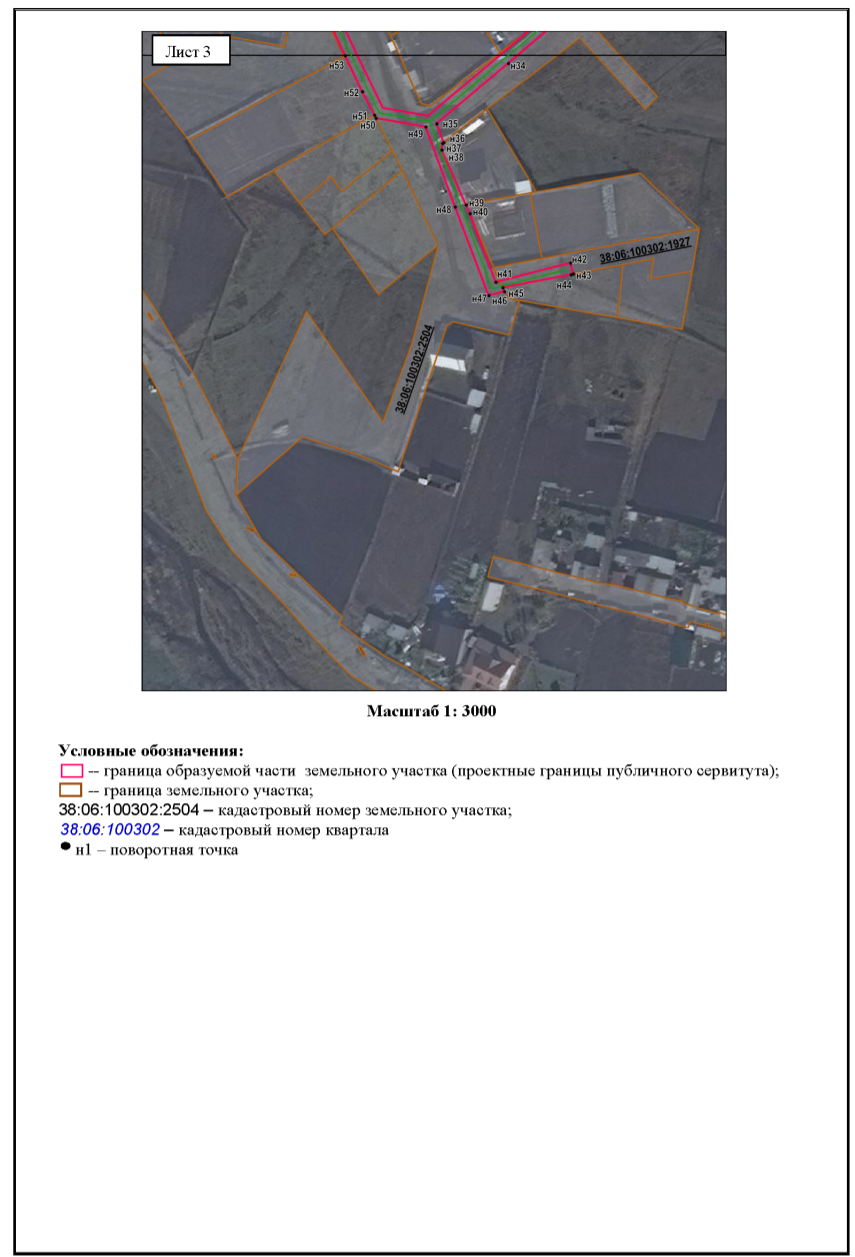 Лист 3
н53
н34
н52
н51
н50
н35
н49
н36
н37
н38
н39
н48
н40
38:06:100302:1927
н42
н41
н43
н44
н45
н47
н46
38:06:100302:2504
Масштаб 1: 3000
Условные обозначения:
-- граница образуемой части земельного участка (проектные границы публичного сервитута);
-- граница земельного участка;
38:06:100302:2504 – кадастровый номер земельного участка;
38:06:100302 – кадастровый номер квартала
н1 – поворотная точка